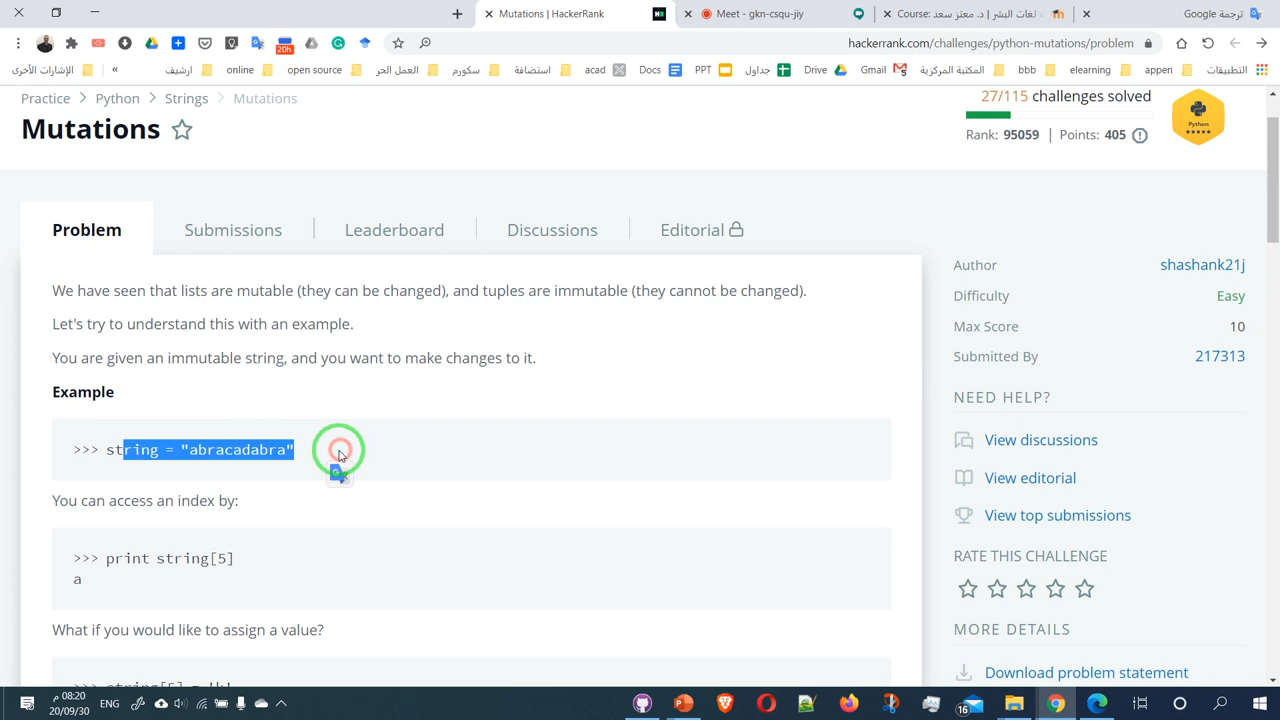 Mutations | HackerRank
Meet - gkn-csqu-jiy
Course: لغات البشر | د. معتز سعد
ترجمة Google
20h
hackerrank.com/challenges/python-mutations/problem
الإشارات الأخرى
»
ارشيف
online
open source
العمل الحر
سكورم
استضافة
acad
Docs
PPT
جداول
Drive
Gmail
المكتبة المركزية
bbb
elearning
appen
التطبيقات
Practice > Python > Strings > Mutations
27/115 challenges solved
Mutations
Rank: 95059 | Points: 405
Python
Problem
Submissions
Leaderboard
Discussions
Editorial
We have seen that lists are mutable (they can be changed), and tuples are immutable (they cannot be changed).
Let's try to understand this with an example.
You are given an immutable string, and you want to make changes to it.
Example
>>> string = "abracadabra"
You can access an index by:
>>> print string[5]
a
What if you would like to assign a value?
>>> string[5] = 'k'
Author shashank21j
Difficulty Easy
Max Score 10
Submitted By 217313
NEED HELP?
View discussions
View editorial
View top submissions
RATE THIS CHALLENGE
MORE DETAILS
Download problem statement
08:20 م
20/09/30
ENG
16